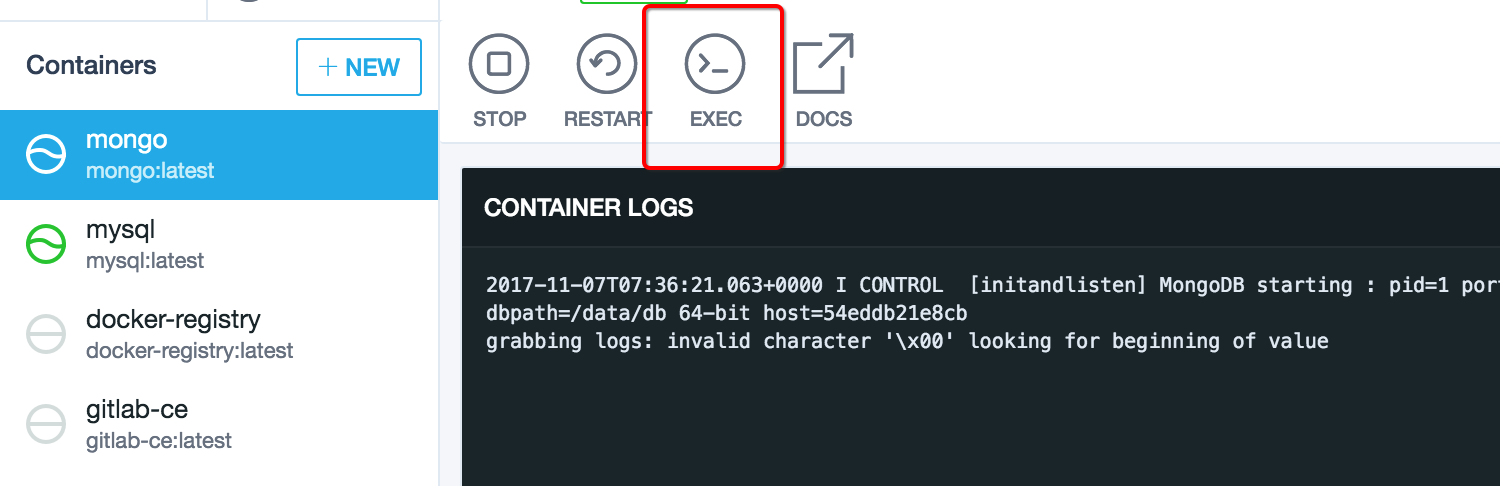 Containers
+ NEW
mongo
mongo:latest
mysql
mysql:latest
docker-registry
docker-registry:latest
gitlab-ce
gitlab-ce:latest
STOP
RESTART
EXEC
DOCS
CONTAINER LOGS
2017-11-07T07:36:21.063+0000 I CONTROL  [initandlisten] MongoDB starting : pid=1 port
dbpath=/data/db 64-bit host=54eddb21e8cb
grabbing logs: invalid character '\x00' looking for beginning of value